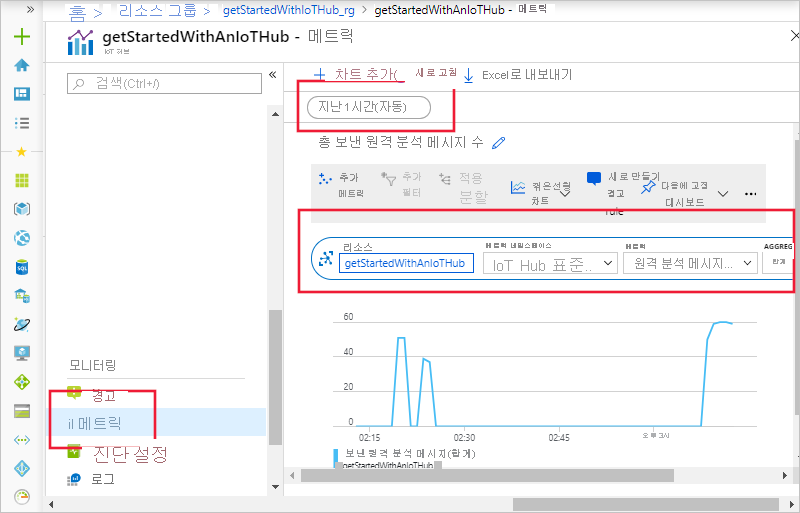 홈 > 리소스 그룹 > getStartedWithIoTHub_rg > getStartedWithAnIoTHub - 메트릭
getStartedWithAnIoTHub - 메트릭
IoT 허브
검색(Ctrl+/)
모니터링
경고
메트릭
진단 설정
로그
차트 추가( 새로 고침 Excel로 내보내기
지난 1시간(자동)
총 보낸 원격 분석 메시지 수
추가 메트릭
추가 필터
적용 분할
꺾은선형 차트
새로 만들기 경고 rule
다음에 고정 대시보드
리소스
getStartedWithAnIoTHub
메트릭 네임스페이스
IoT Hub 표준...
메트릭
원격 분석 메시지...
AGGREG
합계
60
40
20
0
02:15 02:30 02:45 오후 3시
보낸 원격 분석 메시지(합계)
getStartedWithAnIoTHub